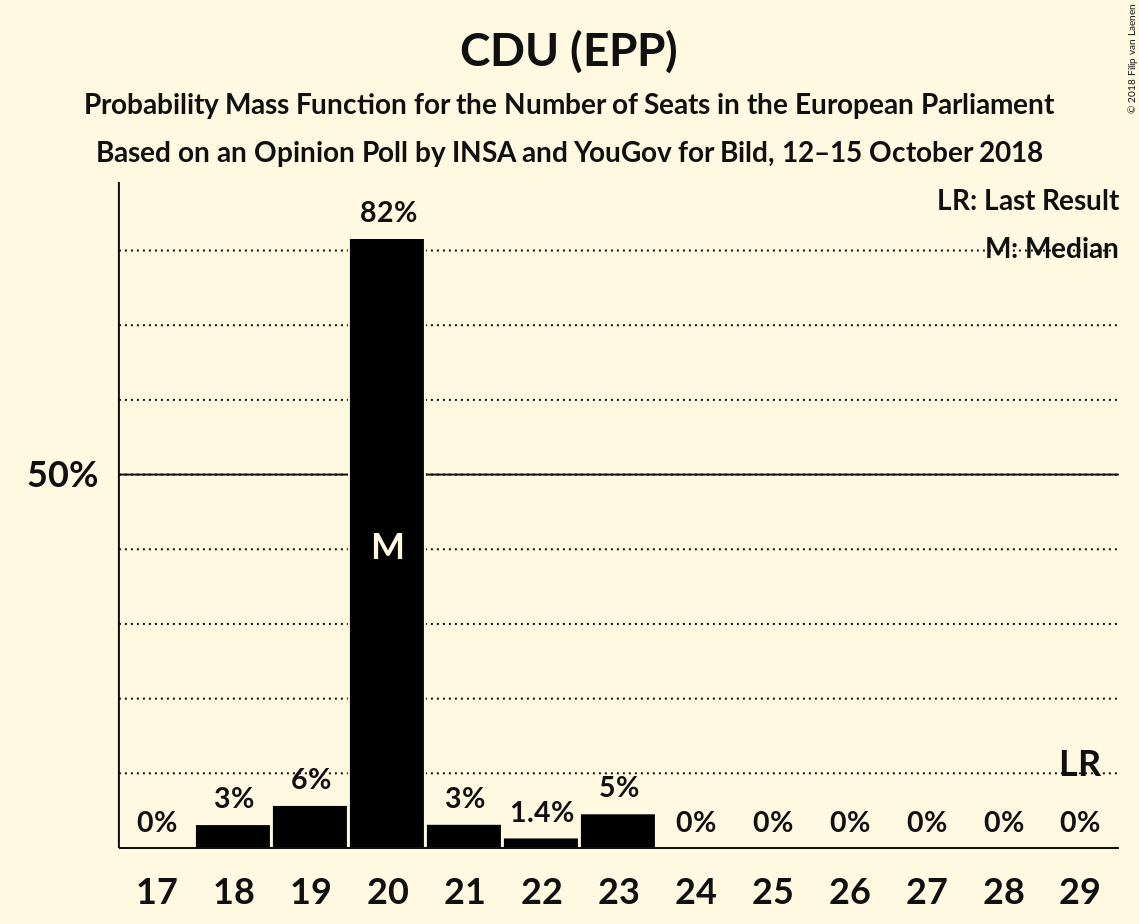 CDU (EPP)
Probability Mass Function for the Number of Seats in the European Parliament
Based on an Opinion Poll by INSA and YouGov for Bild, 12–15 October 2018
© 2018 Filip van Laenen
LR: Last Result
M: Median
82%
50%
M
LR
0%
3%
6%
3%
1.4%
5%
0%
0%
0%
0%
0%
0%
17 18 19 20 21 22 23 24 25 26 27 28 29